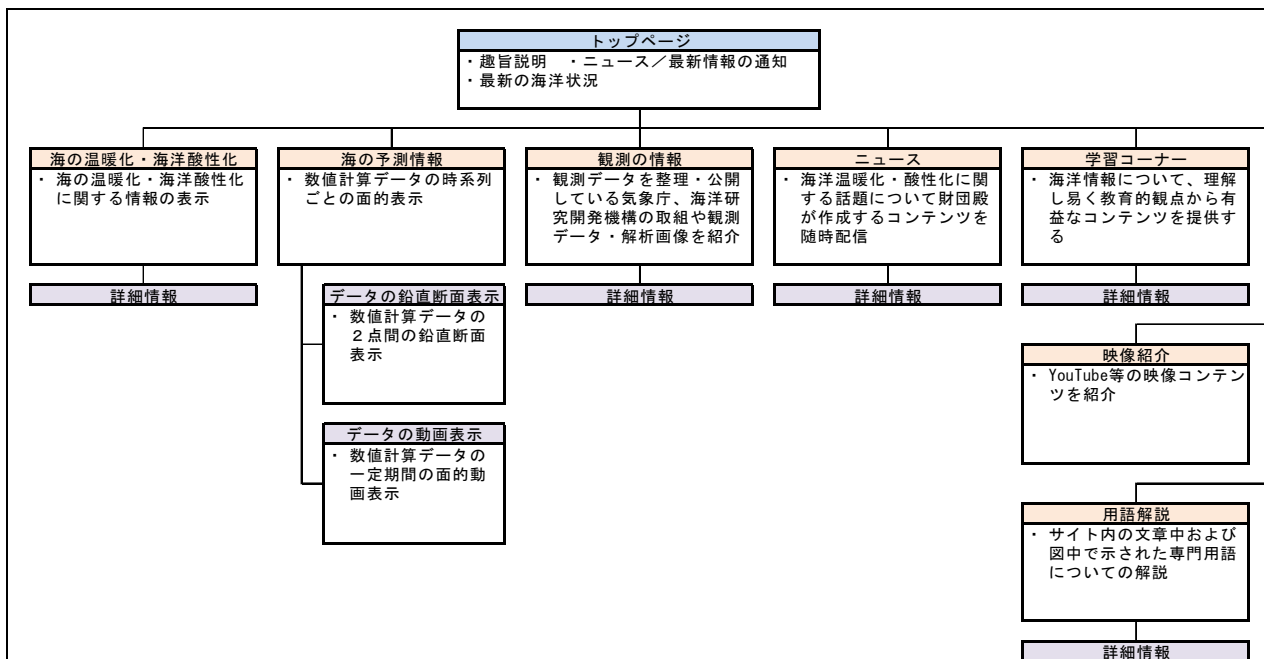 トップページ
・趣旨説明　・ニュース／最新情報の通知
・最新の海洋状況
海の温暖化・海洋酸性化
・ 海の温暖化・海洋酸性化
に関する情報の表示
詳細情報
海の予測情報
・ 数値計算データの時系列
ごとの面的表示
データの鉛直断面表示
・ 数値計算データの
２点間の鉛直断面
表示
データの動画表示
・ 数値計算データの
一定期間の面的動
画表示
観測の情報
・ 観測データを整理・公開
している気象庁、海洋研
究開発機構の取組や観測
データ・解析画像を紹介
詳細情報
ニュース
・ 海洋温暖化・酸性化に関
する話題について財団殿
が作成するコンテンツを
随時配信
詳細情報
学習コーナー
・ 海洋情報について、理解
し易く教育的観点から有
益なコンテンツを提供す
る
詳細情報
映像紹介
・ YouTube等の映像コンテン
ツを紹介
用語解説
・ サイト内の文章中および
図中で示された専門用語
についての解説
詳細情報